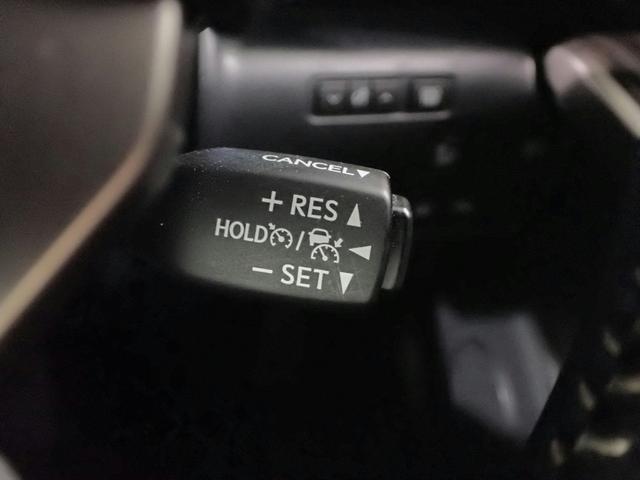 CANCEL▼
+ RES ▲
HOLD / ◀
− SET ▼